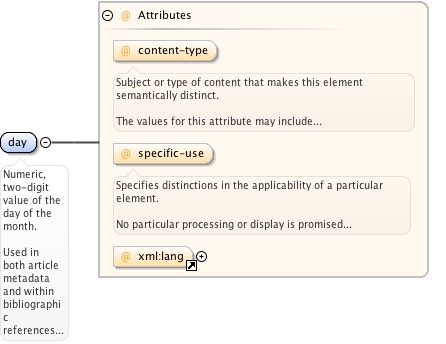 Attributes
@ content-type
Subject or type of content that makes this element
semantically distinct.
The values for this attribute may include...
@ specific-use
Specifies distinctions in the applicability of a particular
element.
No particular processing or display is promised...
@ xml:lang
day
Numeric,
two-digit
value of the
day of the
month.
Used in
both article
metadata
and within
bibliographi
c
references...